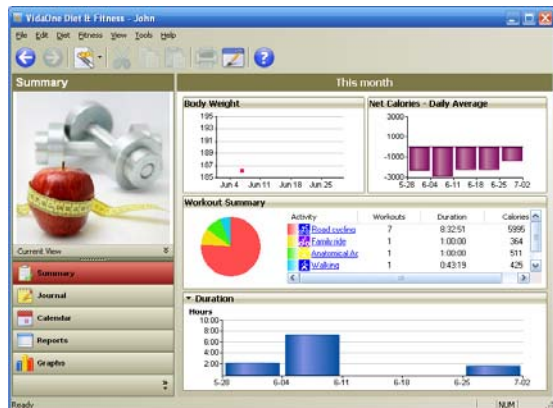 VidaOne Diet & Fitness - John
File Edit Diet Fitness View Tools Help
Summary
This month
Body Weight
195
193
191
189
187
185
Jun 4 Jun 11 Jun 18 Jun 25
Net Calories - Daily Average
3000
1000
-1000
-3000
5-28 6-04 6-11 6-18 6-25 7-02
Workout Summary
Activity Workouts Duration Calories
Road cycling 7 8:32:51 5995
Family ride 1 1:00:00 364
Anatomical Ac 1 1:00:00 511
Walking 1 0:43:19 425
Current View
Summary
Journal
Calendar
Reports
Graphs
Duration
Hours
10:00
8:00
6:00
4:00
2:00
5-28 6-04 6-11 6-18 6-25 7-02
Ready NUM